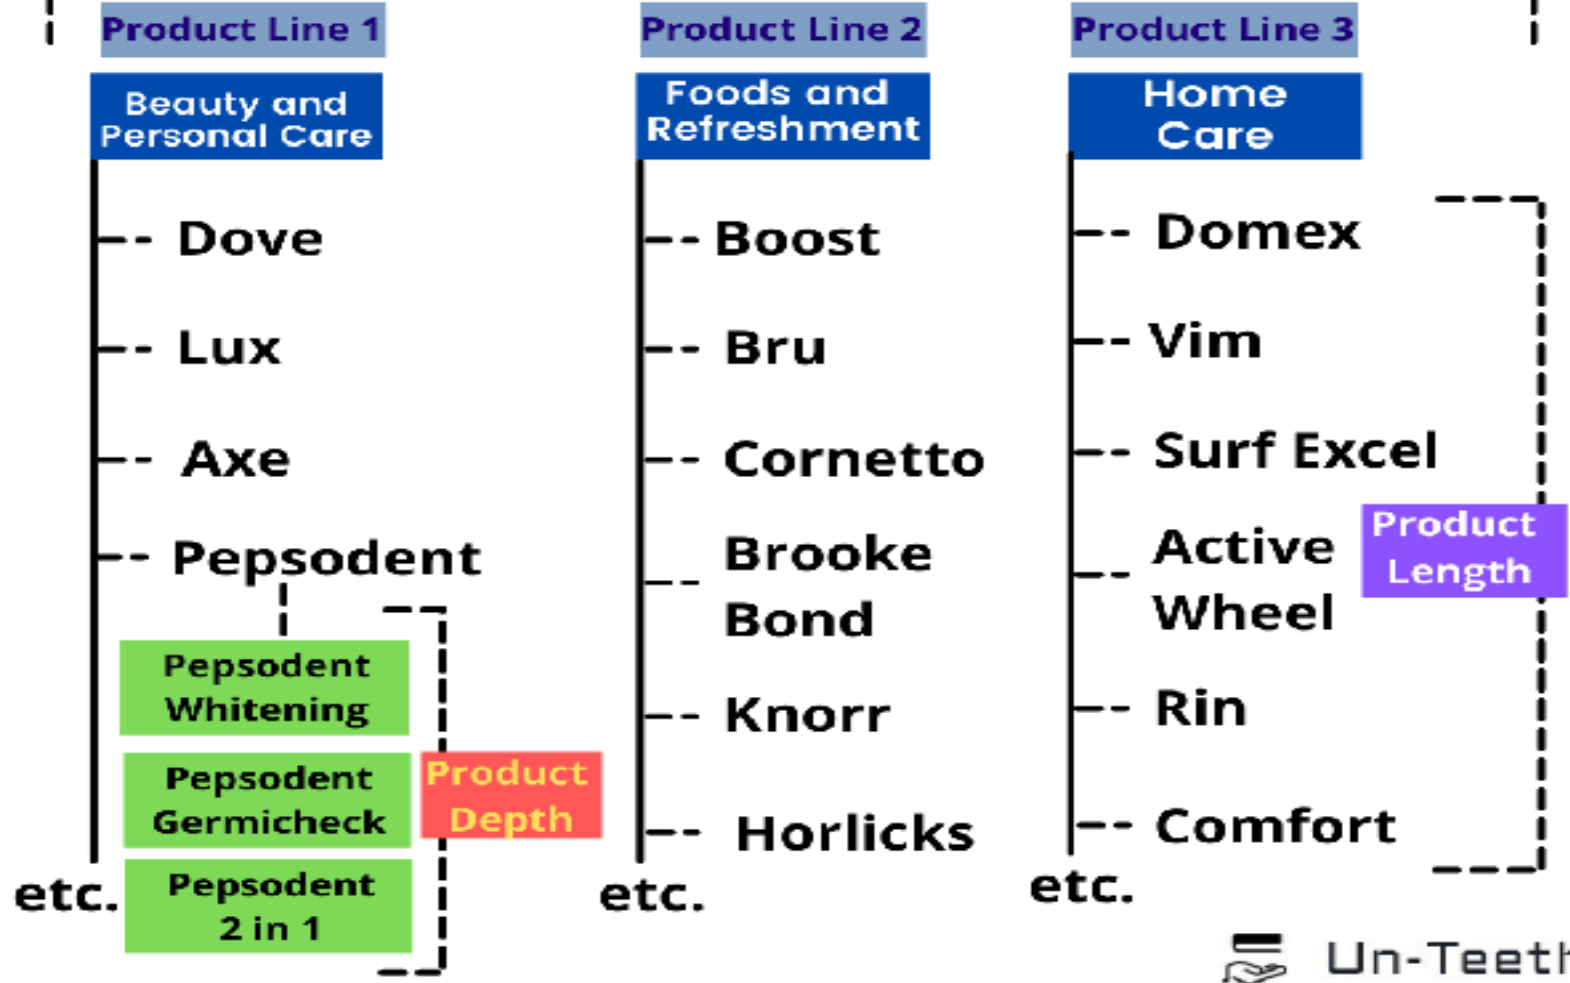 Product Line 1
Beauty and
Personal Care
Dove
Lux
Axe
Pepsodent
Pepsodent
Whitening
Pepsodent
Germicheck
Pepsodent
2 in 1
Product
Depth
etc.
Product Line 2
Foods and
Refreshment
Boost
Bru
Cornetto
Brooke
Bond
Knorr
Horlicks
etc.
Product Line 3
Home
Care
Domex
Vim
Surf Excel
Active
Wheel
Rin
Comfort
etc.
Product
Length
Un-Teeth